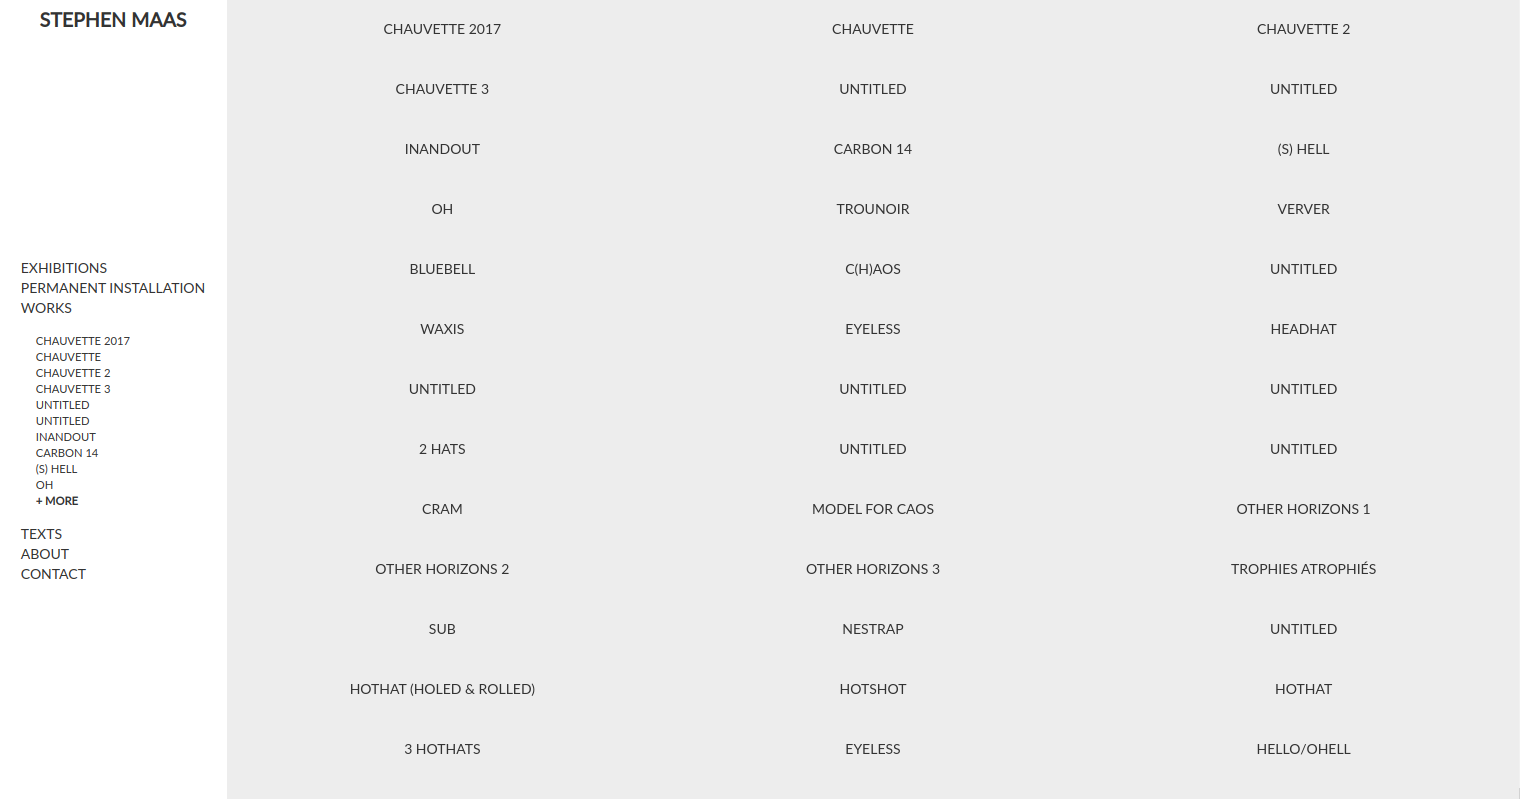 STEPHEN MAAS
EXHIBITIONS
PERMANENT INSTALLATION
WORKS
CHAUVETTE 2017
CHAUVETTE
CHAUVETTE 2
CHAUVETTE 3
UNTITLED
UNTITLED
INANDOUT
CARBON 14
(S) HELL
OH
+ MORE
TEXTS
ABOUT
CONTACT
CHAUVETTE 2017 CHAUVETTE CHAUVETTE 2
CHAUVETTE 3 UNTITLED UNTITLED
INANDOUT CARBON 14 (S) HELL
OH TROUNOIR VERVER
BLUEBELL C(H)AOS UNTITLED
WAXIS EYELESS HEADHAT
UNTITLED UNTITLED UNTITLED
2 HATS UNTITLED UNTITLED
CRAM MODEL FOR CAOS OTHER HORIZONS 1
OTHER HORIZONS 2 OTHER HORIZONS 3 TROPHIES ATROPHIÉS
SUB NESTRAP UNTITLED
HOTHAT (HOLED & ROLLED) HOTSHOT HOTHAT
3 HOTHATS EYELESS HELLO/OHELL